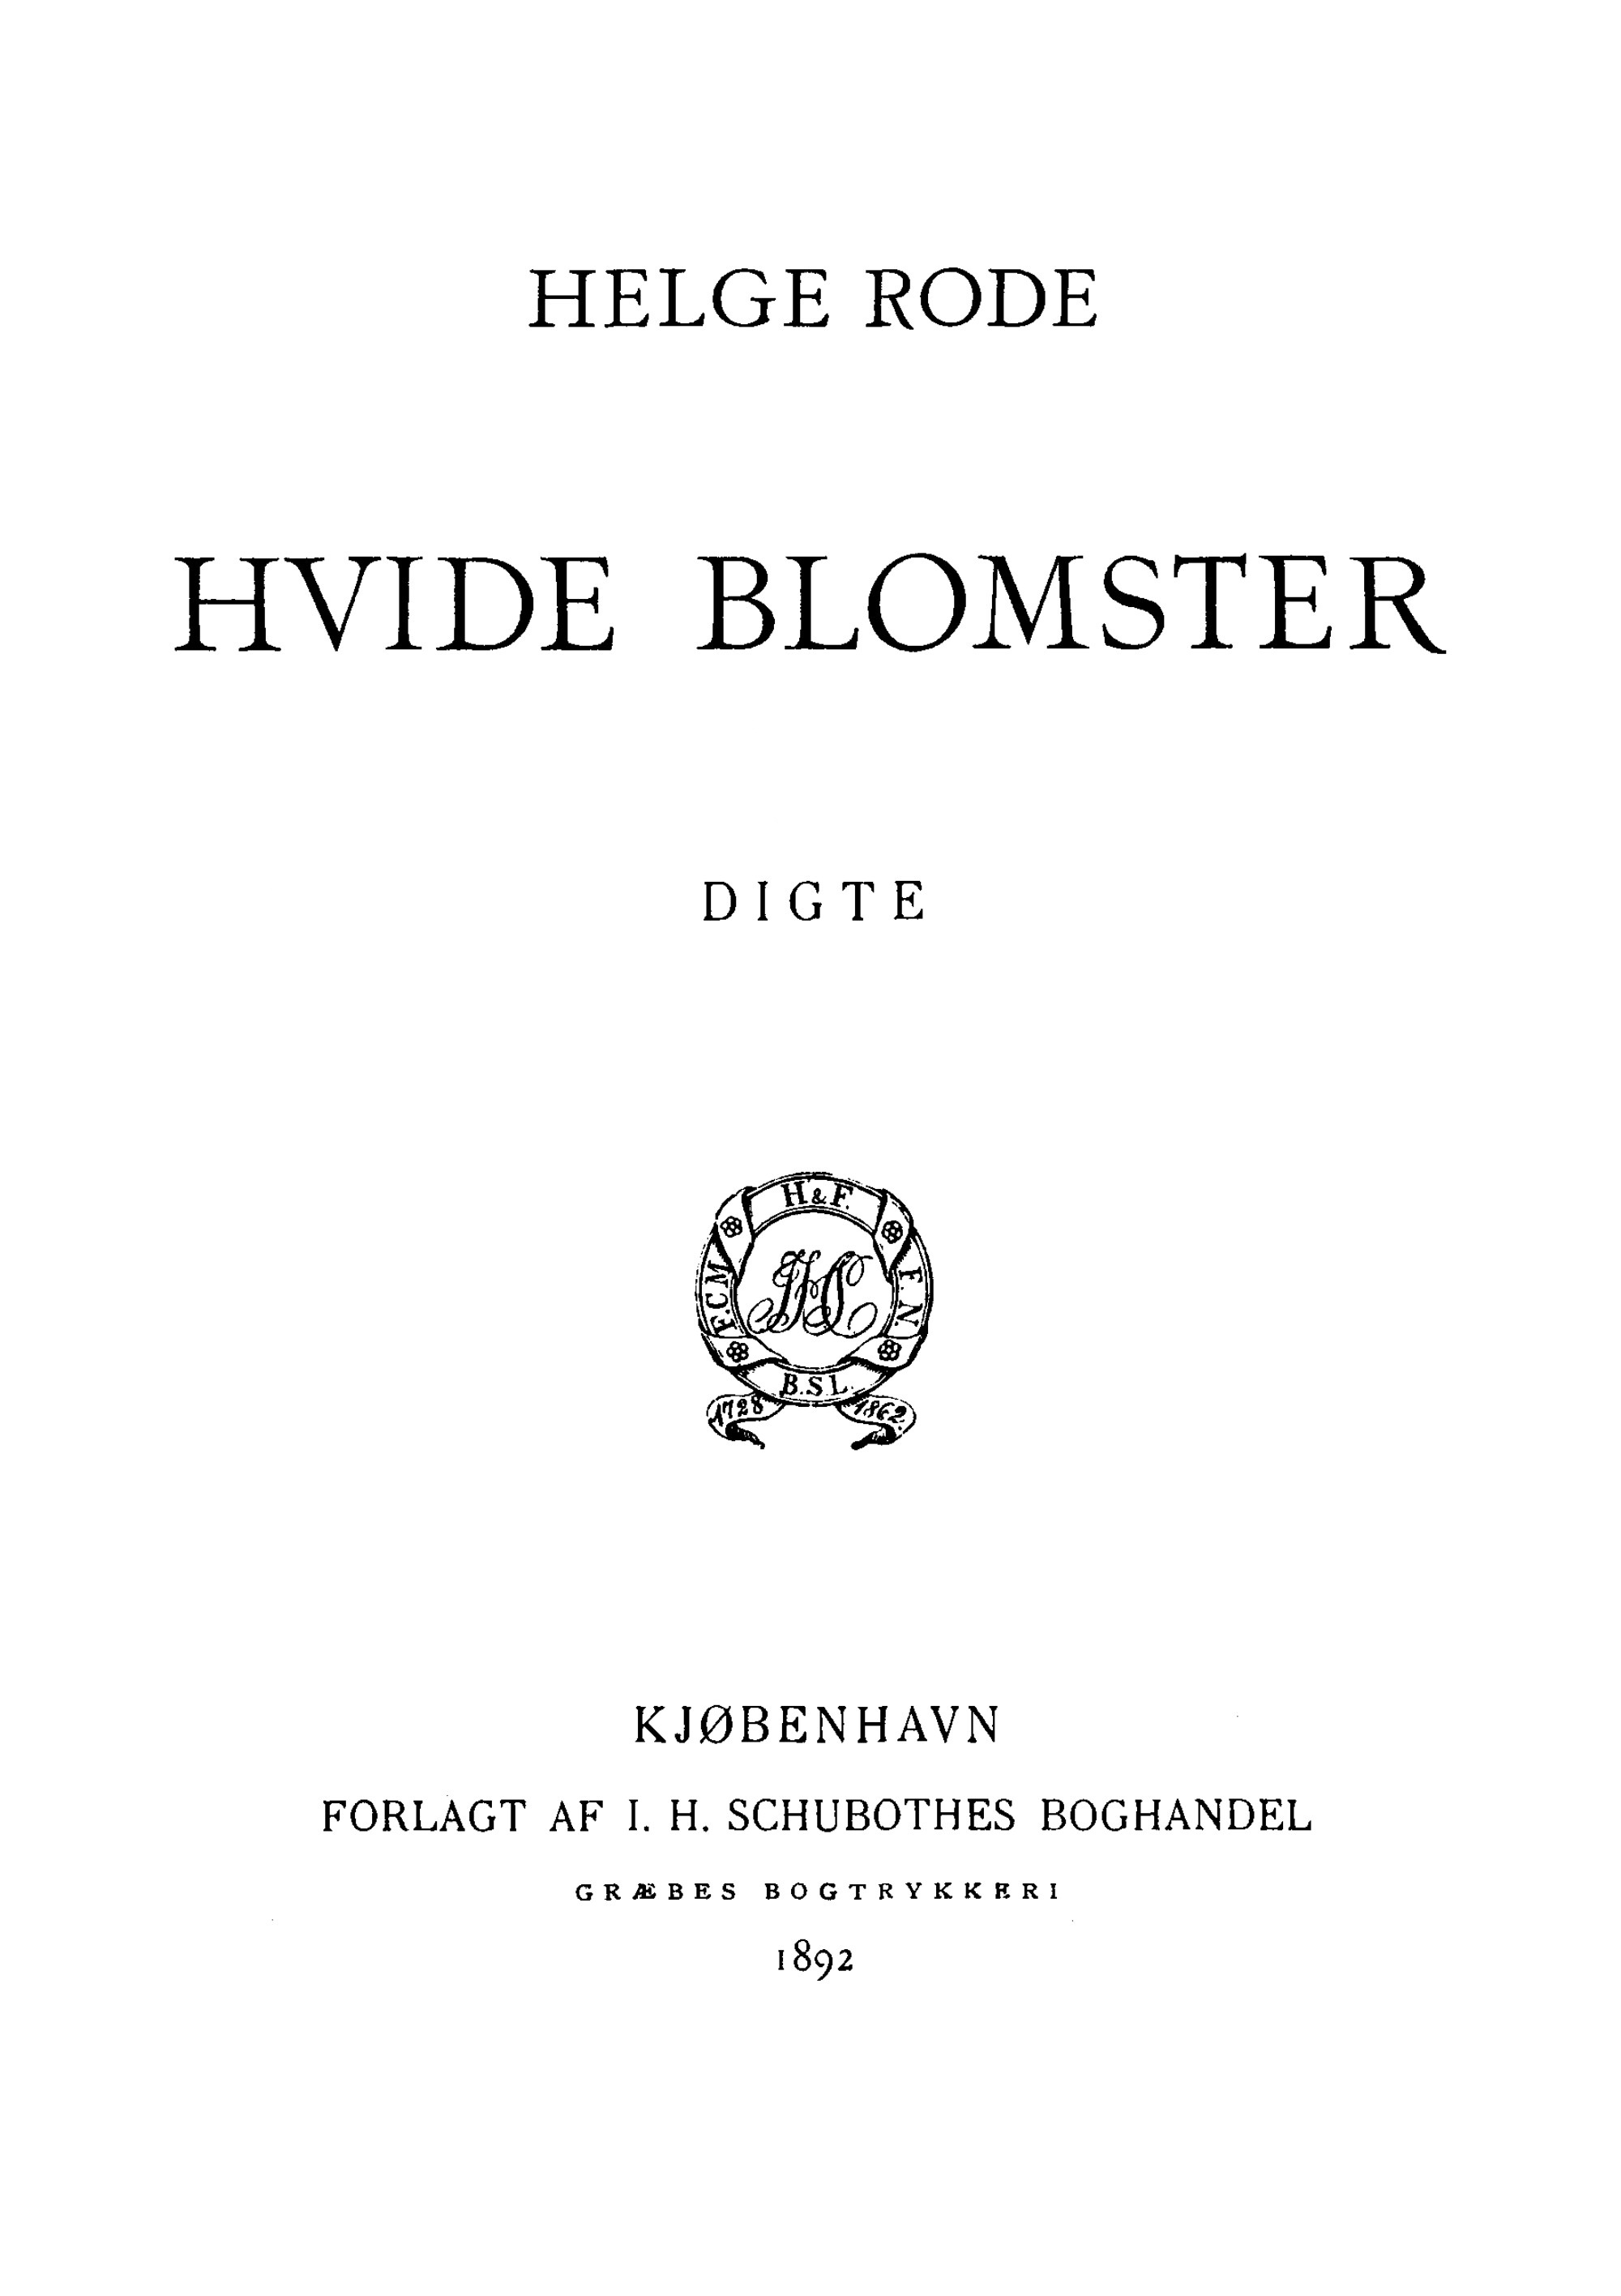 HELGE RODE
HVIDE BLOMSTER
DIGTE
H & F.
F.C.M
F. N.
B.S.L.
1728
1862.
KJØBENHAVN
FORLAGT AF I. H. SCHUBOTHES BOGHANDEL
GRÆBES BOGTRYKKERI
1892